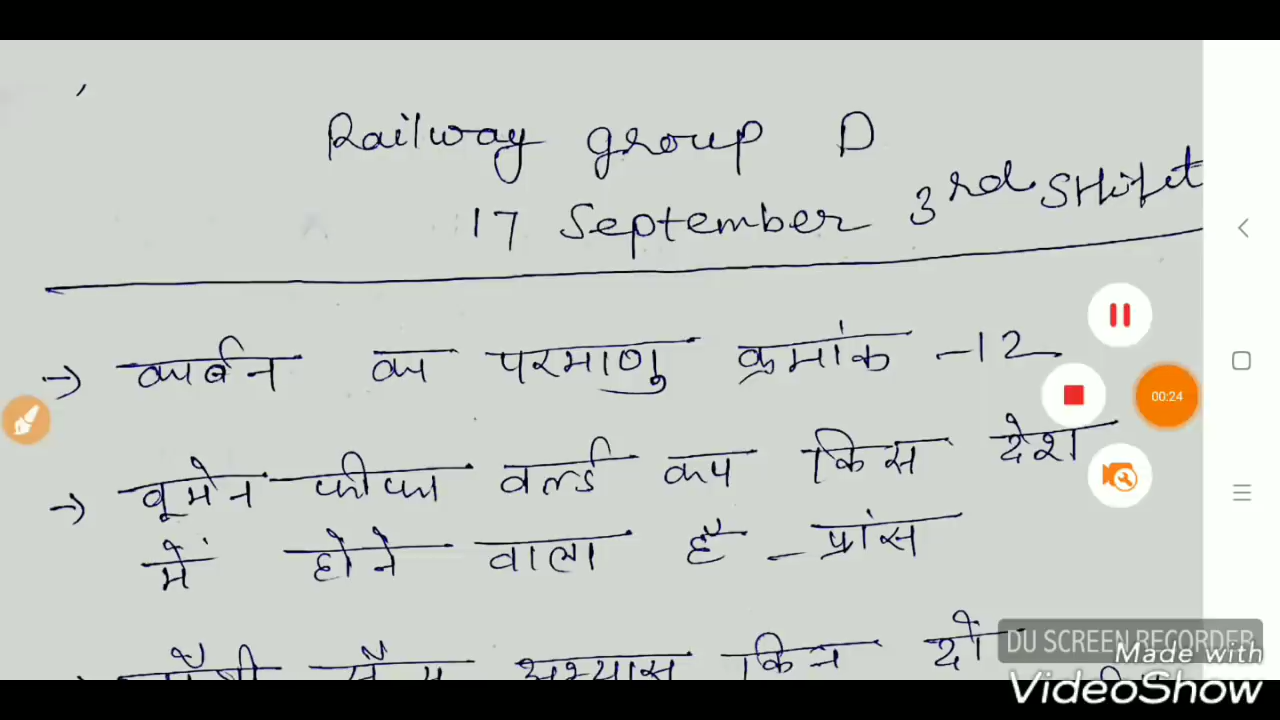 Railway group D
17 September 3rd SHift
→ कार्बन का परमाणु क्रमांक -12
00:24
→ वूमेन फीफा वर्ल्ड कप किस देश
में होने वाला हैं - प्रांस
अभ्यास किन दो
DU SCREEN RECORDER
Made with
VideoShow